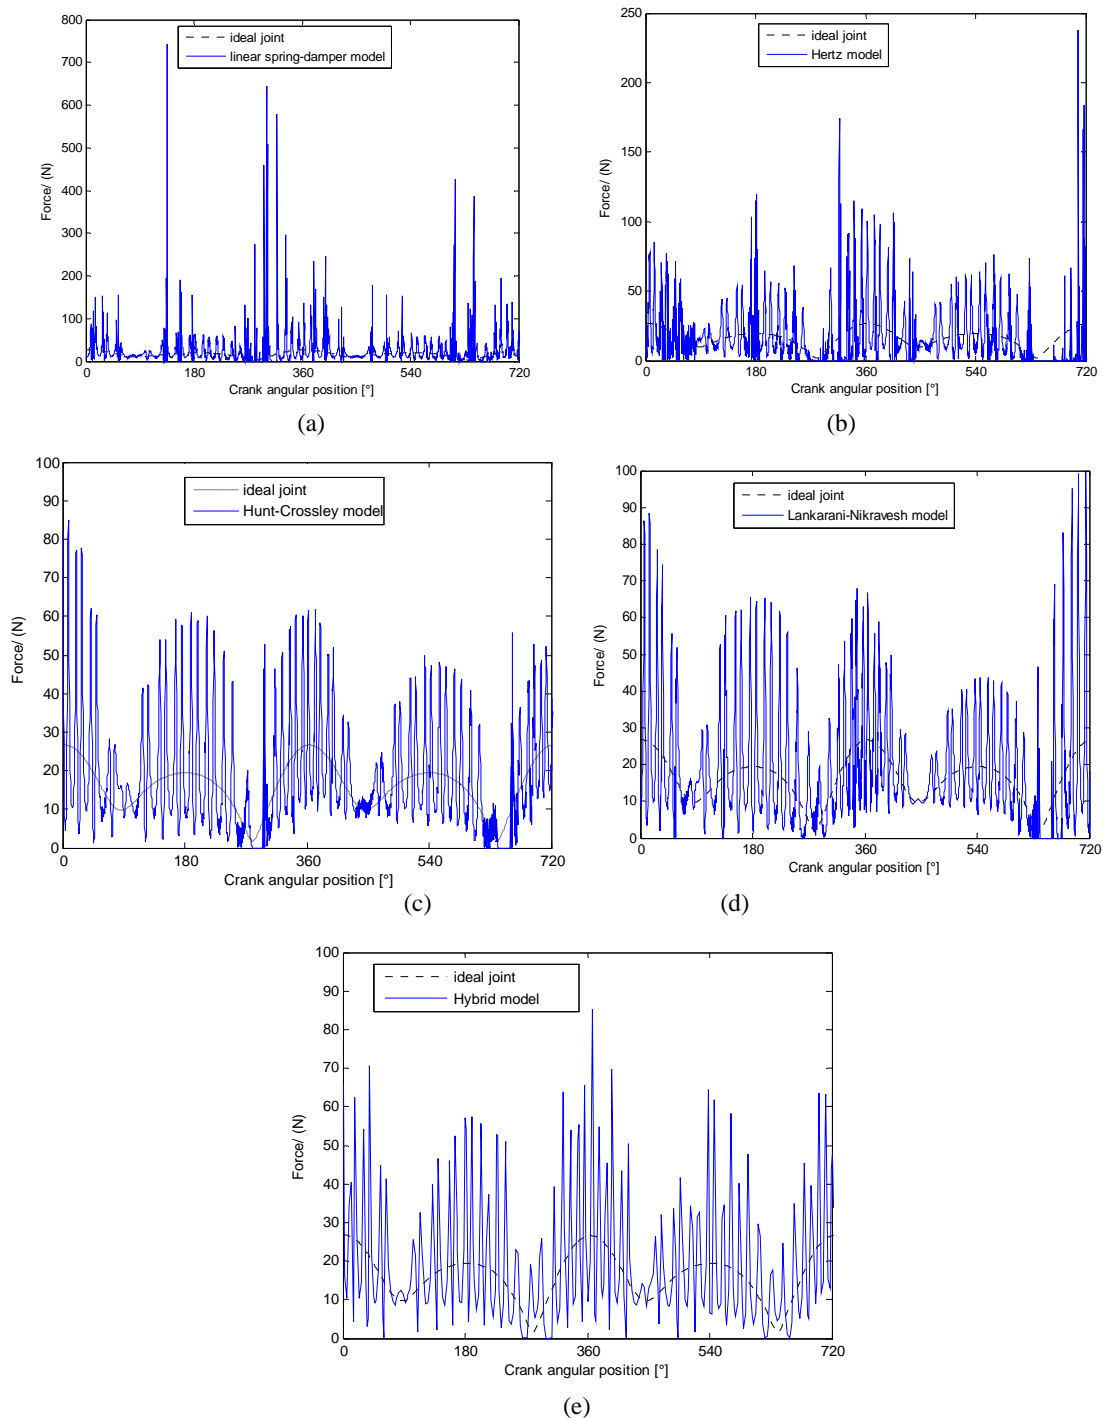 800
700
600
500
400
300
200
100
0
Force/ (N)
ideal joint
linear spring-damper model
0 180 360 540 720
Crank angular position [°]
(a)
250
200
150
100
50
0
Force/ (N)
ideal joint
Hertz model
0 180 360 540 720
Crank angular position [°]
(b)
100
90
80
70
60
50
40
30
20
10
0
Force/ (N)
ideal joint
Hunt-Crossley model
0 180 360 540 720
Crank angular position [°]
(c)
100
90
80
70
60
50
40
30
20
10
0
Force/ (N)
ideal joint
Lankarani-Nikravesh model
0 180 360 540 720
Crank angular position [°]
(d)
100
90
80
70
60
50
40
30
20
10
0
Force/ (N)
ideal joint
Hybrid model
0 180 360 540 720
Crank angular position [°]
(e)